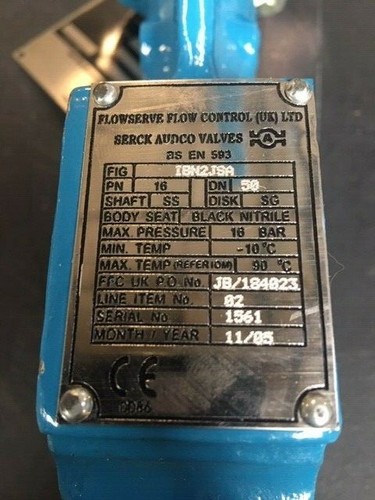 FLOWSERVE FLOW CONTROL (UK) LTD
SERCK AUDCO VALVES
BS EN 593
FIG IBN2JSA
PN 16 DN 50
SHAFT SS DISK SG
BODY SEAT BLACK NITRILE
MAX. PRESSURE 16 BAR
MIN. TEMP -10 °C
MAX. TEMP (REFER IOM) 90 °C
FFC UK P.O. No. JB/184023
LINE ITEM No. 02
SERIAL No. 1561
MONTH / YEAR 11/05
CE